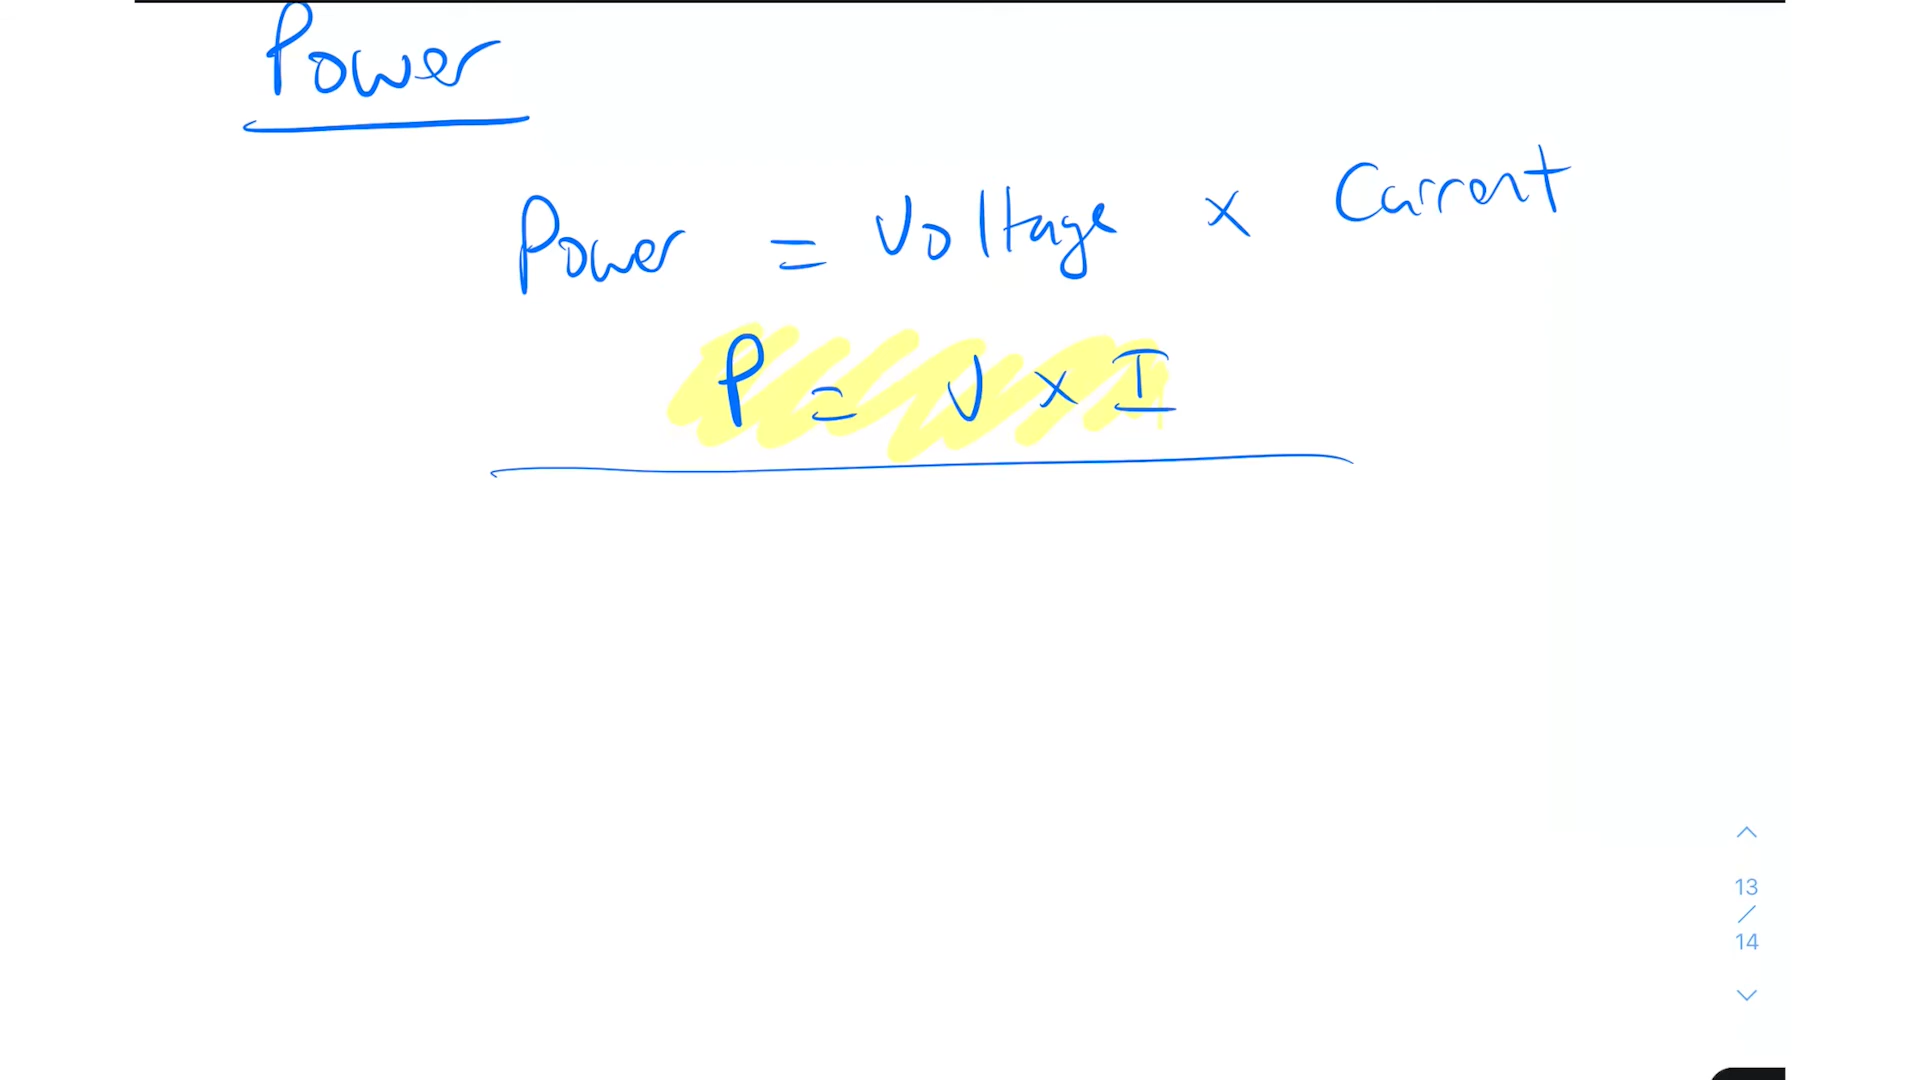 Power
Power = Voltage x Current
P = V x I
13
/
14